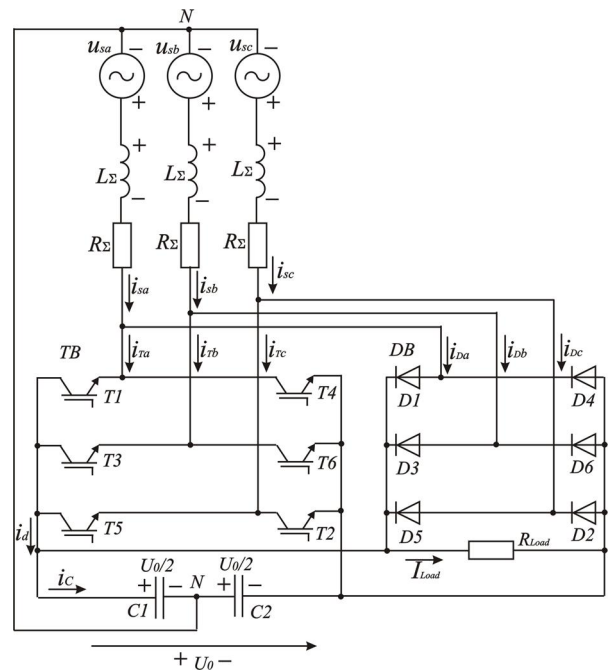 N
usa − usb − usc −
+ + +
+ + +
LΣ LΣ LΣ
− − −
RΣ RΣ RΣ
isa isb isc
TB iTa iTb iTc DB iDa iDb iDc
T1 T4 D1 D4
T3 T6 D3 D6
T5 T2 D5 D2
id RLoad
ILoad
U0/2 U0/2
iC + − N + −
C1 C2
+ U0 −